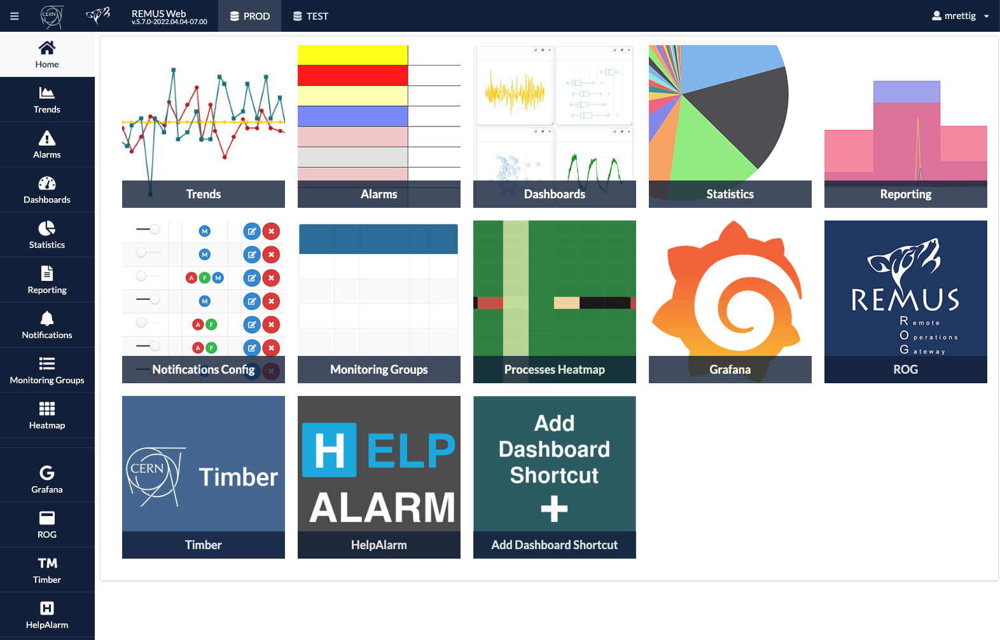 CERN
REMUS Web
v.5.7.0-2022.04.04-07.00
PROD
TEST
mrettig
Home
Trends
Alarms
Dashboards
Statistics
Reporting
Notifications
Monitoring Groups
Heatmap
Grafana
ROG
TM
Timber
H
HelpAlarm
Trends
Alarms
Dashboards
Statistics
Reporting
M
M
A F M
M
A F
A F
Notifications Config
Monitoring Groups
Processes Heatmap
Grafana
REMUS
Remote
Operations
Gateway
ROG
CERN
Timber
Timber
HELP
ALARM
HelpAlarm
Add
Dashboard
Shortcut
+
Add Dashboard Shortcut